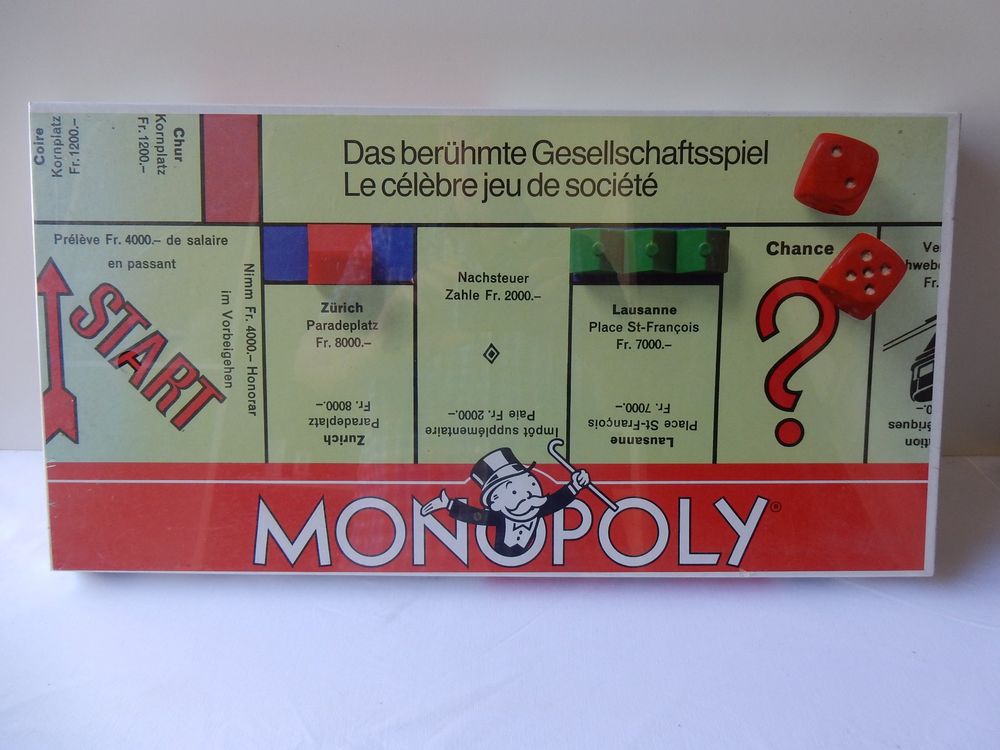 Coire
Kornplatz
Fr. 1200.–
Chur
Kornplatz
Fr. 1200.–
Das berühmte Gesellschaftsspiel
Le célèbre jeu de société
Prélève Fr. 4000.– de salaire
en passant
START
Nimm Fr. 4000.– Honorar
im Vorbeigehen
Zürich
Paradeplatz
Fr. 8000.–
Zurich
Paradeplatz
Fr. 8000.–
Nachsteuer
Zahle Fr. 2000.–
Impôt supplémentaire
Paie Fr. 2000.–
Lausanne
Place St-François
Fr. 7000.–
Lausanne
Place St-François
Fr. 7000.–
Chance
?
Fr.
MONOPOLY®